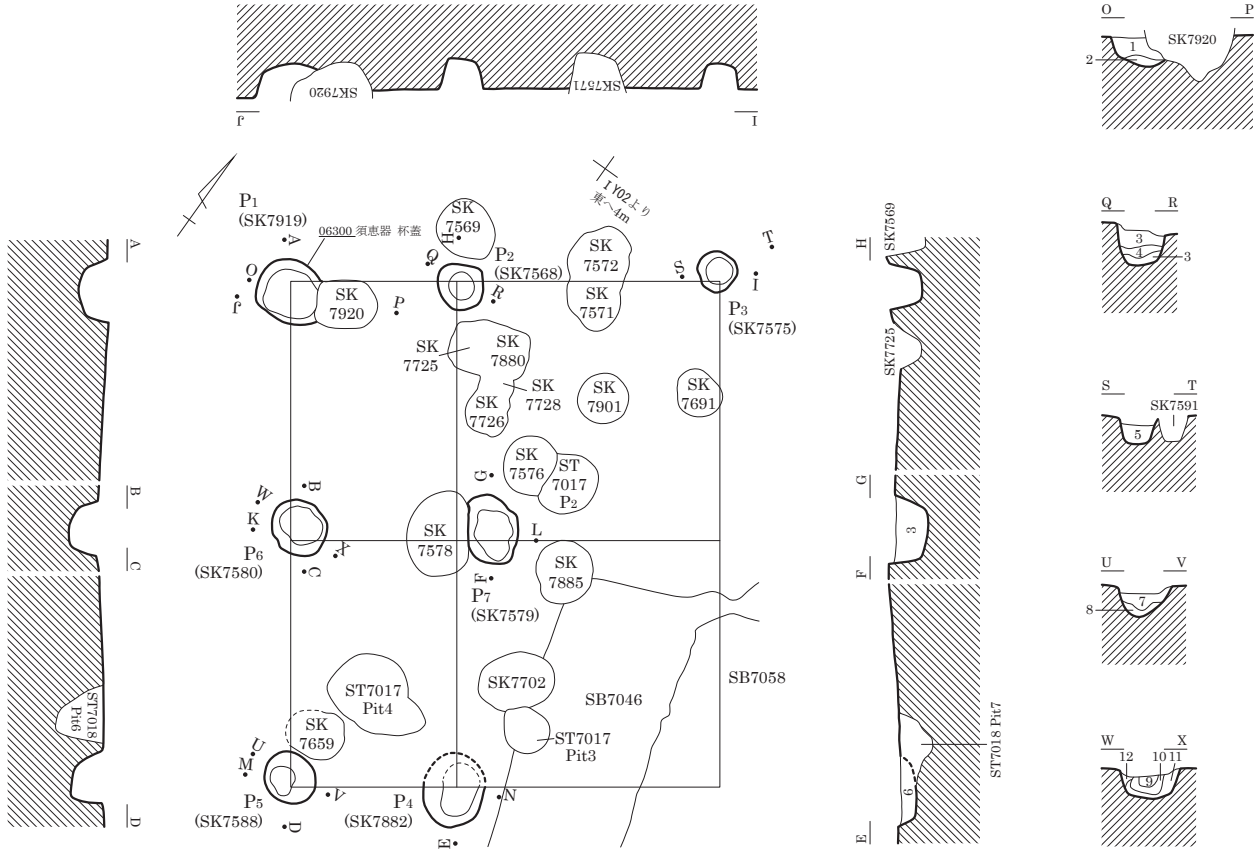 SK7920
SK7571
J
I
O
P
1
SK7920
2
IY02より
東へ4m
P1
(SK7919)
A
06300 須恵器 杯蓋
SK
7569
H
Q
P2
(SK7568)
R
SK
7572
SK
7571
T
S
I
P3
(SK7575)
O
J
SK
7920
P
SK
7725
SK
7880
SK
7728
SK
7726
SK
7901
SK
7691
SK
7576
ST
7017
P2
G
B
W
K
P6
(SK7580)
X
C
SK
7578
L
F
P7
(SK7579)
SK
7885
ST7017
Pit4
SK
7659
SK7702
SB7046
SB7058
ST7017
Pit3
U
M
P5
(SK7588)
V
D
P4
(SK7882)
N
E
A
B
C
ST7018
Pit6
D
H
SK7569
SK7725
G
3
F
ST7018 Pit7
6
E
Q
R
3
4
3
S
T
SK7591
5
U
V
7
8
W
X
12
10
11
9